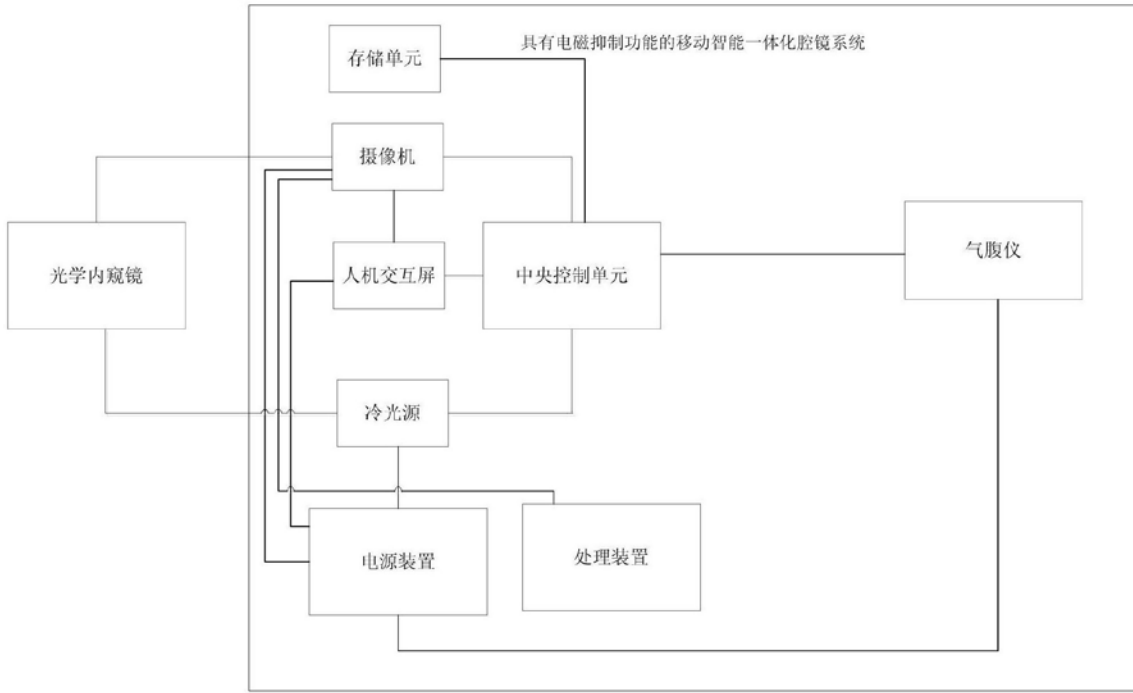 具有电磁抑制功能的移动智能一体化腔镜系统
存储单元
摄像机
光学内窥镜
人机交互屏
中央控制单元
气腹仪
冷光源
电源装置
处理装置